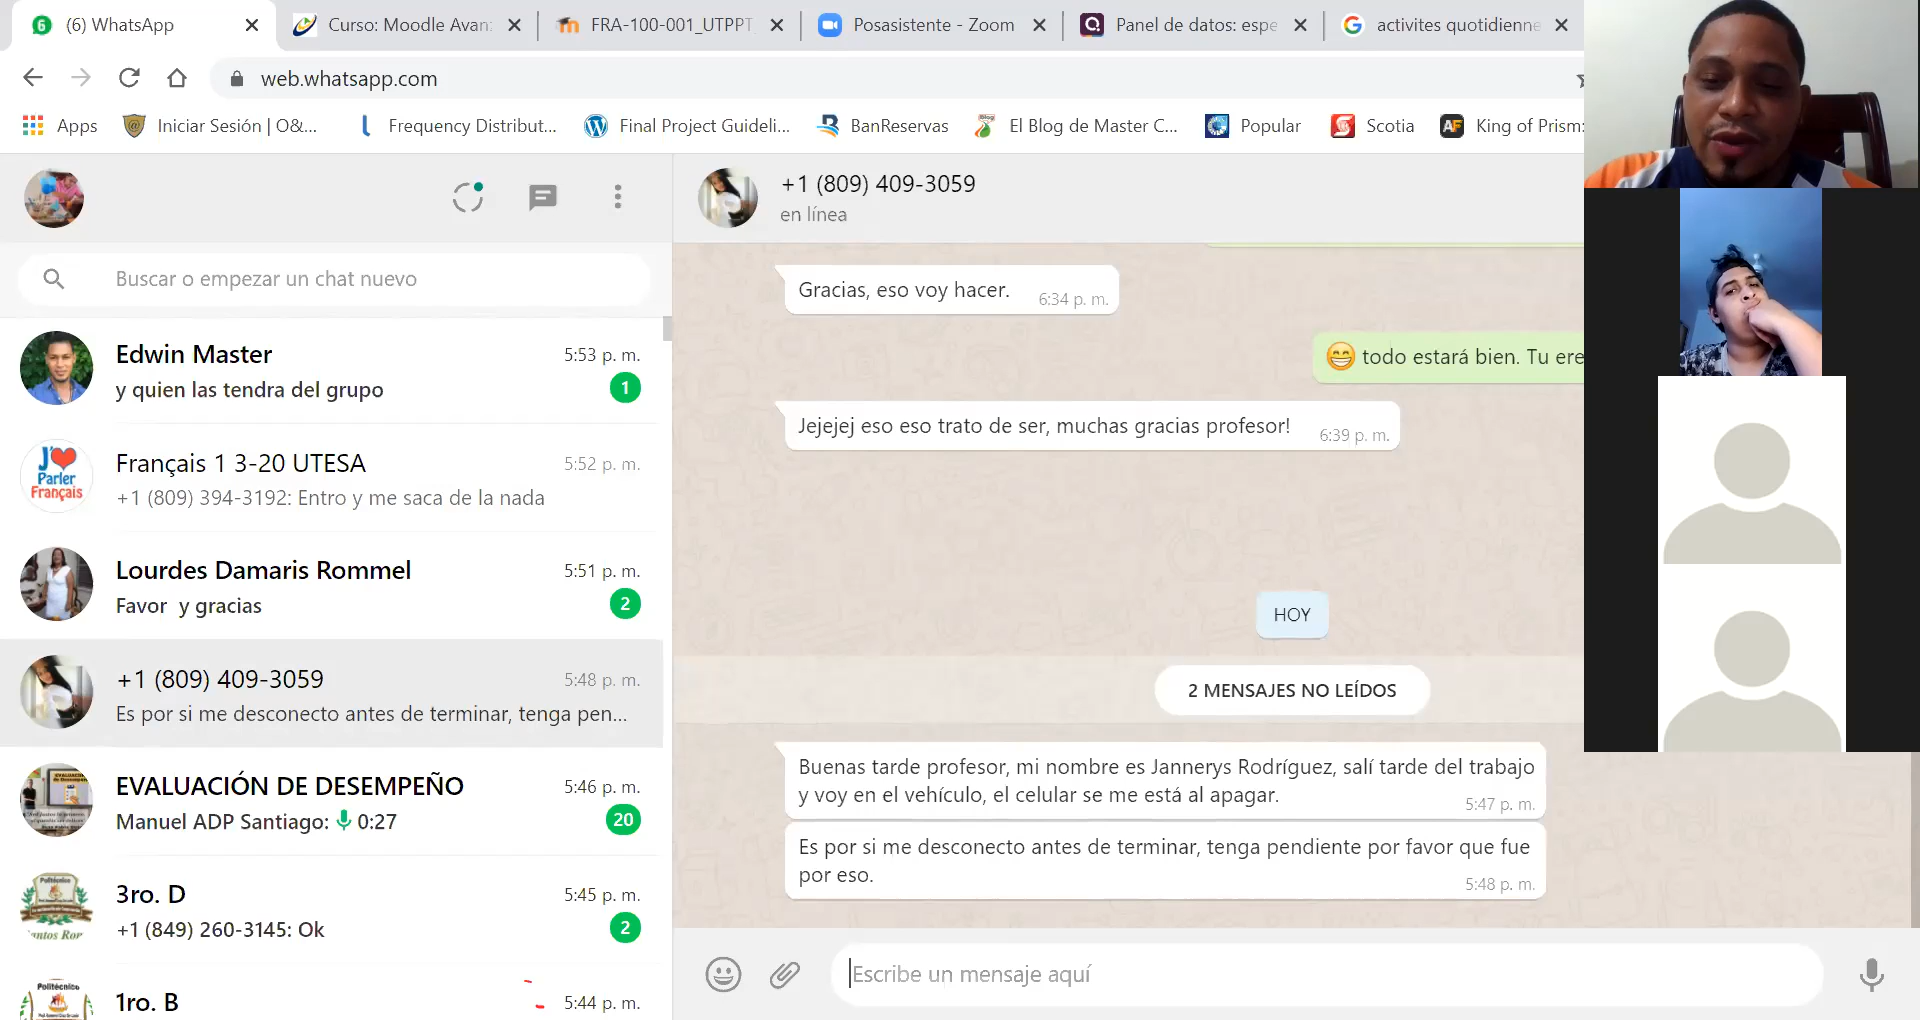 6
(6) WhatsApp
Curso: Moodle Avan
FRA-100-001_UTPPT
Posasistente - Zoom
Panel de datos: espe
activites quotidienne
web.whatsapp.com
Apps
Iniciar Sesión | O&...
Frequency Distribut...
Final Project Guideli...
BanReservas
Blog
El Blog de Master C...
Popular
Scotia
AF
King of Prism:
+1 (809) 409-3059
en línea
Buscar o empezar un chat nuevo
Edwin Master
5:53 p. m.
y quien las tendra del grupo
1
J'
Parler
Français
Français 1 3-20 UTESA
5:52 p. m.
+1 (809) 394-3192: Entro y me saca de la nada
Lourdes Damaris Rommel
5:51 p. m.
Favor y gracias
2
+1 (809) 409-3059
5:48 p. m.
Es por si me desconecto antes de terminar, tenga pen...
EVALUACIÓN DE DESEMPEÑO
5:46 p. m.
Manuel ADP Santiago: 0:27
20
Politécnico
3ro. D
5:45 p. m.
+1 (849) 260-3145: Ok
2
Politécnico
1ro. B
5:44 p. m.
Gracias, eso voy hacer.
6:34 p. m.
todo estará bien. Tu ere
Jejejej eso eso trato de ser, muchas gracias profesor!
6:39 p. m.
HOY
2 MENSAJES NO LEÍDOS
Buenas tarde profesor, mi nombre es Jannerys Rodríguez, salí tarde del trabajo
y voy en el vehículo, el celular se me está al apagar.
5:47 p. m.
Es por si me desconecto antes de terminar, tenga pendiente por favor que fue
por eso.
5:48 p. m.
Escribe un mensaje aquí